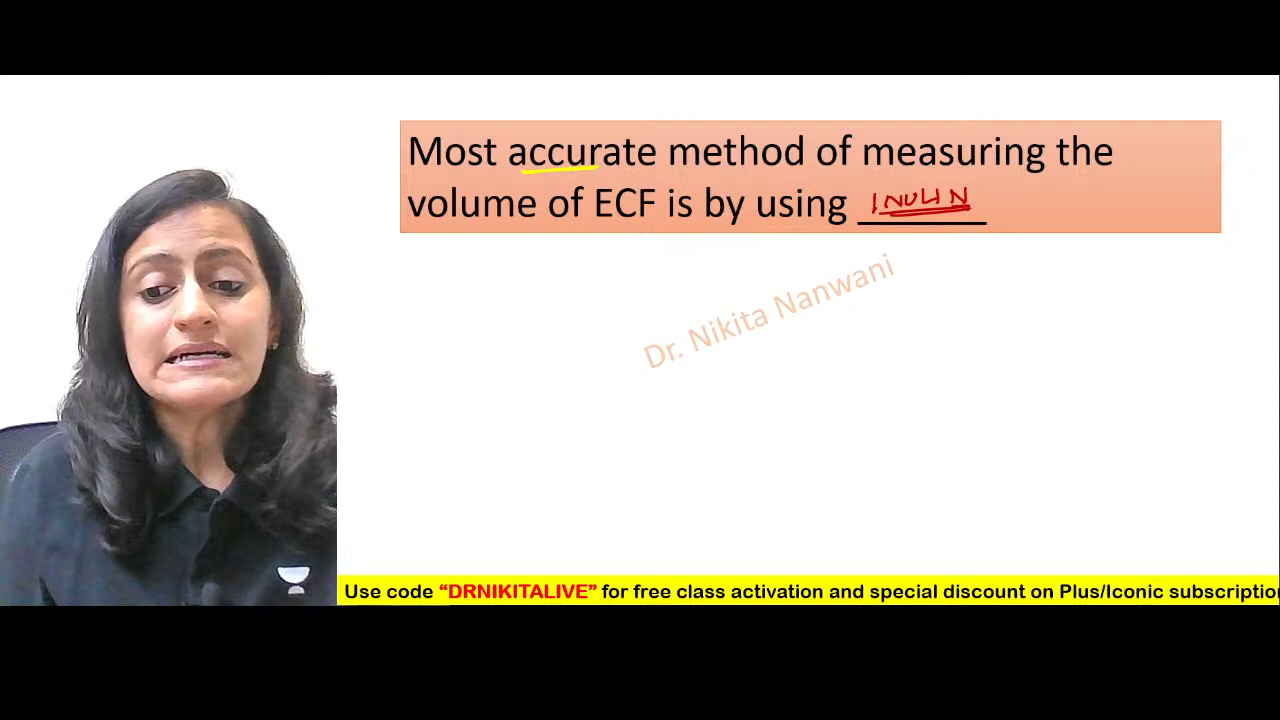 Most accurate method of measuring the
volume of ECF is by using INULIN
Dr. Nikita Nanwani
Use code “DRNIKITALIVE” for free class activation and special discount on Plus/Iconic subscription